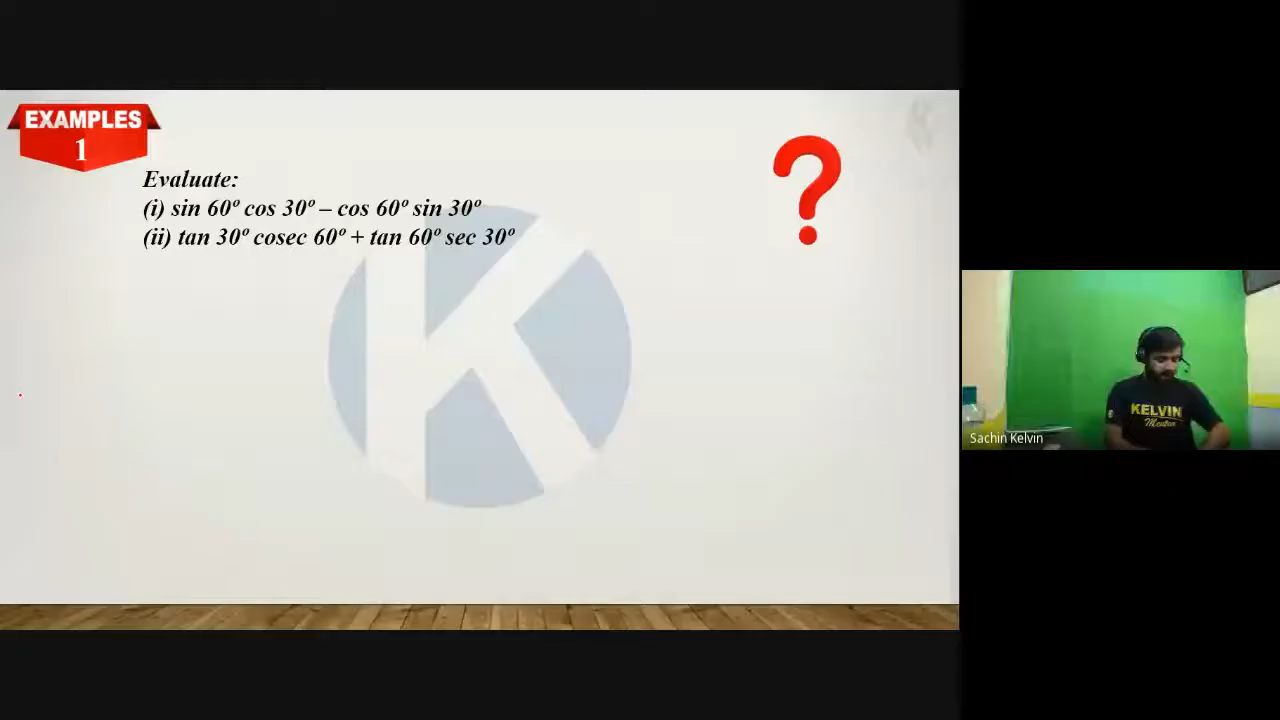 EXAMPLES
1
Evaluate:
(i) sin 60º cos 30º – cos 60º sin 30º
(ii) tan 30º cosec 60º + tan 60º sec 30º
?
K
KELVIN
Mentor
Sachin Kelvin